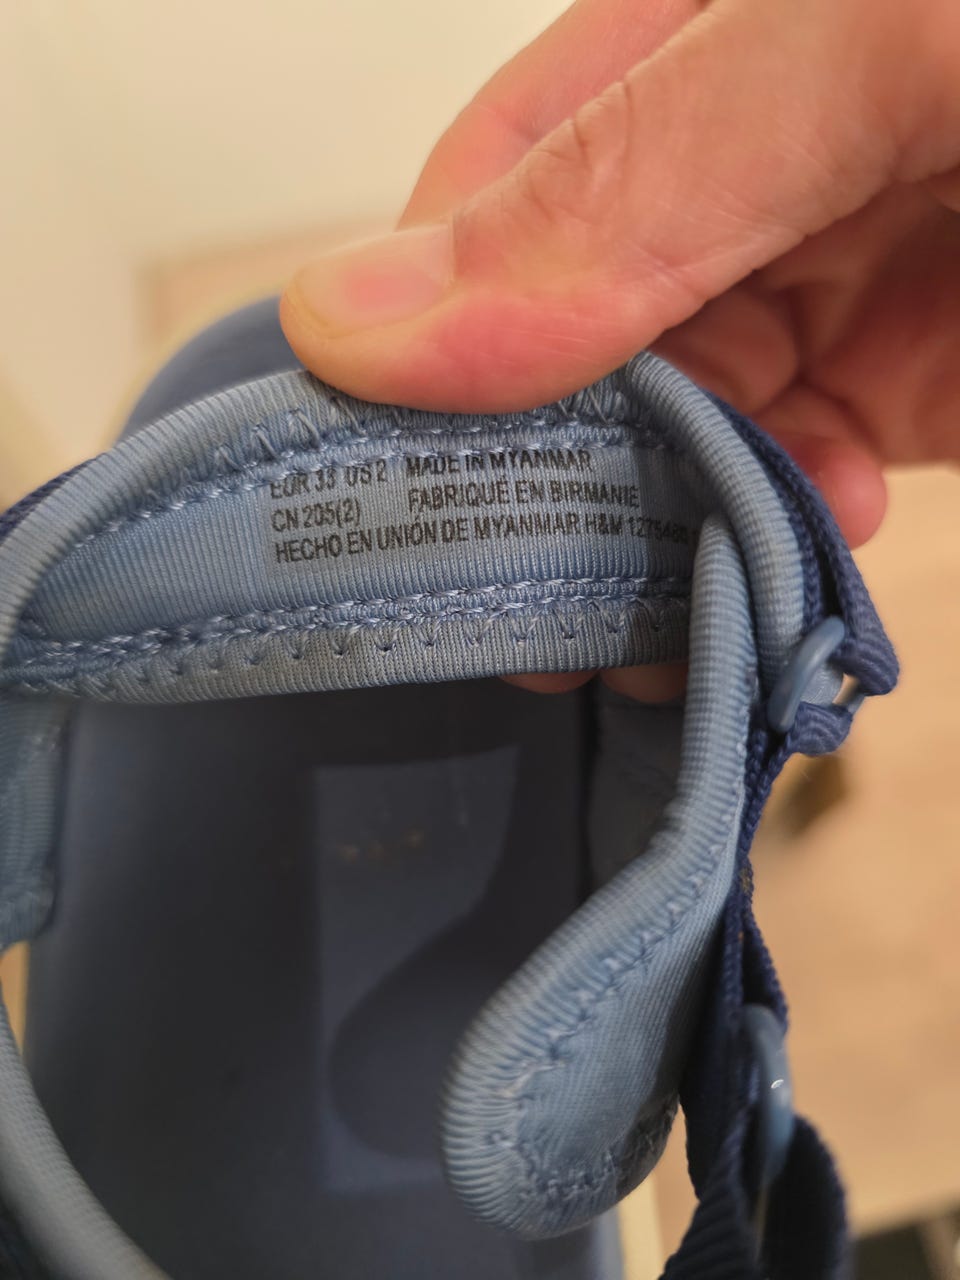 EUR 33 US 2 MADE IN MYANMAR
CN 205(2) FABRIQUÉ EN BIRMANIE
HECHO EN UNIÓN DE MYANMAR H&M